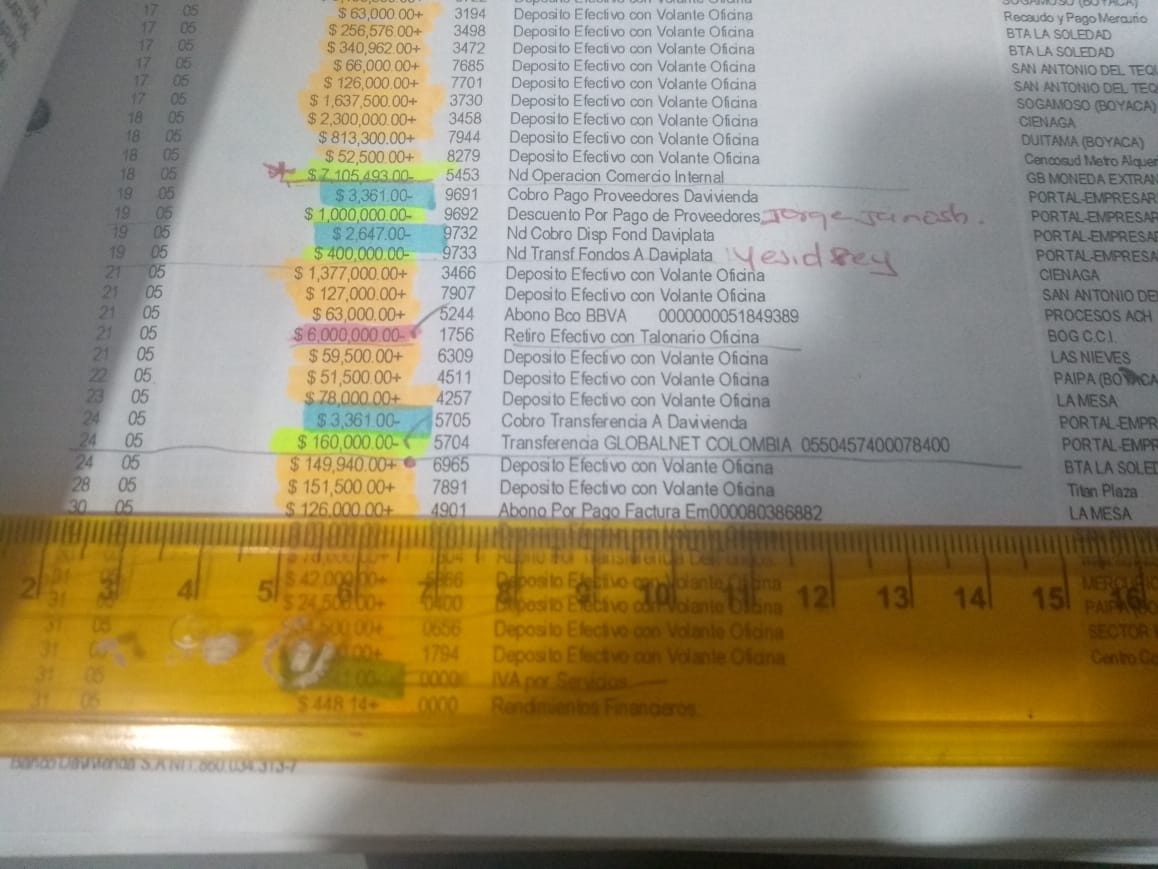 17 05 $ 63,000.00+ 3194 Deposito Efectivo con Volante Oficina Recaudo y Pago Mercurio
17 05 $ 256,576 00+ 3498 Deposito Efectivo con Volante Oficina BTA LA SOLEDAD
17 05 $ 340,962 00+ 3472 Deposito Efectivo con Volante Oficina BTA LA SOLEDAD
17 05 $ 66,000 00+ 7685 Deposito Efectivo con Volante Oficina SAN ANTONIO DEL TEQU
17 05 $ 126,000 00+ 7701 Deposito Efectivo con Volante Oficina SAN ANTONIO DEL TEQ
17 05 $ 1,637,500.00+ 3730 Deposito Efectivo con Volante Oficina SOGAMOSO (BOYACA)
18 05 $ 2,300,000.00+ 3458 Deposito Efectivo con Volante Oficina CIENAGA
18 05 $ 813,300.00+ 7944 Deposito Efectivo con Volante Oficina DUITAMA (BOYACA)
18 05 $ 52,500.00+ 8279 Deposito Efectivo con Volante Oficina Cencosud Metro Alquer
18 05 $ 7,105,493.00- 5453 Nd Operacion Comercio Internal GB MONEDA EXTRAN
19 05 $ 3,361.00- 9691 Cobro Pago Proveedores Davivienda PORTAL-EMPRESAR
19 05 $ 1,000,000.00- 9692 Descuento Por Pago de Proveedores Jorge PORTAL-EMPRESAR
19 05 $ 2,647.00- 9732 Nd Cobro Disp Fond Daviplata PORTAL-EMPRESAR
19 05 $ 400,000.00- 9733 Nd Transf Fondos A Daviplata Yesid Rey PORTAL-EMPRESA
21 05 $ 1,377,000.00+ 3466 Deposito Efectivo con Volante Oficina CIENAGA
21 05 $ 127,000.00+ 7907 Deposito Efectivo con Volante Oficina SAN ANTONIO DE
21 05 $ 63,000.00+ 5244 Abono Bco BBVA 0000000051849389 PROCESOS ACH
21 05 $ 6,000,000.00- 1756 Retiro Efectivo con Talonario Oficina BOG C.C.I.
21 05 $ 59,500.00+ 6309 Deposito Efectivo con Volante Oficina LAS NIEVES
22 05 $ 51,500.00+ 4511 Deposito Efectivo con Volante Oficina PAIPA (BOYACA
23 05 $ 78,000.00+ 4257 Deposito Efectivo con Volante Oficina LA MESA
24 05 $ 3,361.00- 5705 Cobro Transferencia A Davivienda PORTAL-EMPR
24 05 $ 160,000.00- 5704 Transferencia GLOBALNET COLOMBIA 0550457400078400 PORTAL-EMPR
24 05 $ 149,940.00+ 6965 Deposito Efectivo con Volante Oficina BTA LA SOLED
28 05 $ 151,500 00+ 7891 Deposito Efectivo con Volante Oficina Titan Plaza
30 05 $ 126,000 00+ 4901 Abono Por Pago Factura Em000080386882 LA MESA
2 3 4 5 6 7 8 9 10 11 12 13 14 15 16
31 $ 42,000 00+ Deposito Efectivo con Volante Oficina
31 0400 Deposito Efectivo con Volante Oficina
31 05 0656 Deposito Efectivo con Volante Oficina SECTOR
31 1794 Deposito Efectivo con Volante Oficina Centro Co
31 05 0000 IVA por Servicios
31 05 $ 448.14+ 0000 Rendimientos Financieros
Banco Davivienda S.A NIT.860.034.313-7